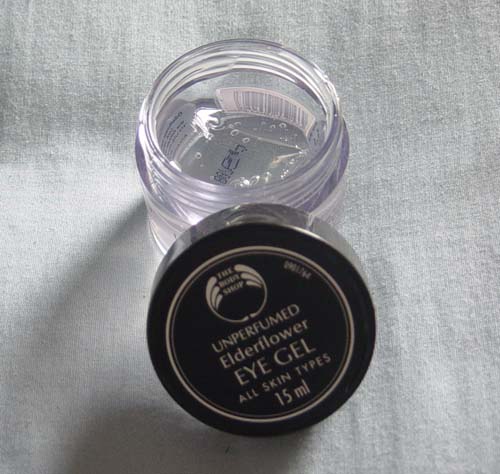 THE
BODY
SHOP
UNPERFUMED
Elderflower
EYE GEL
ALL SKIN TYPES
15 ml